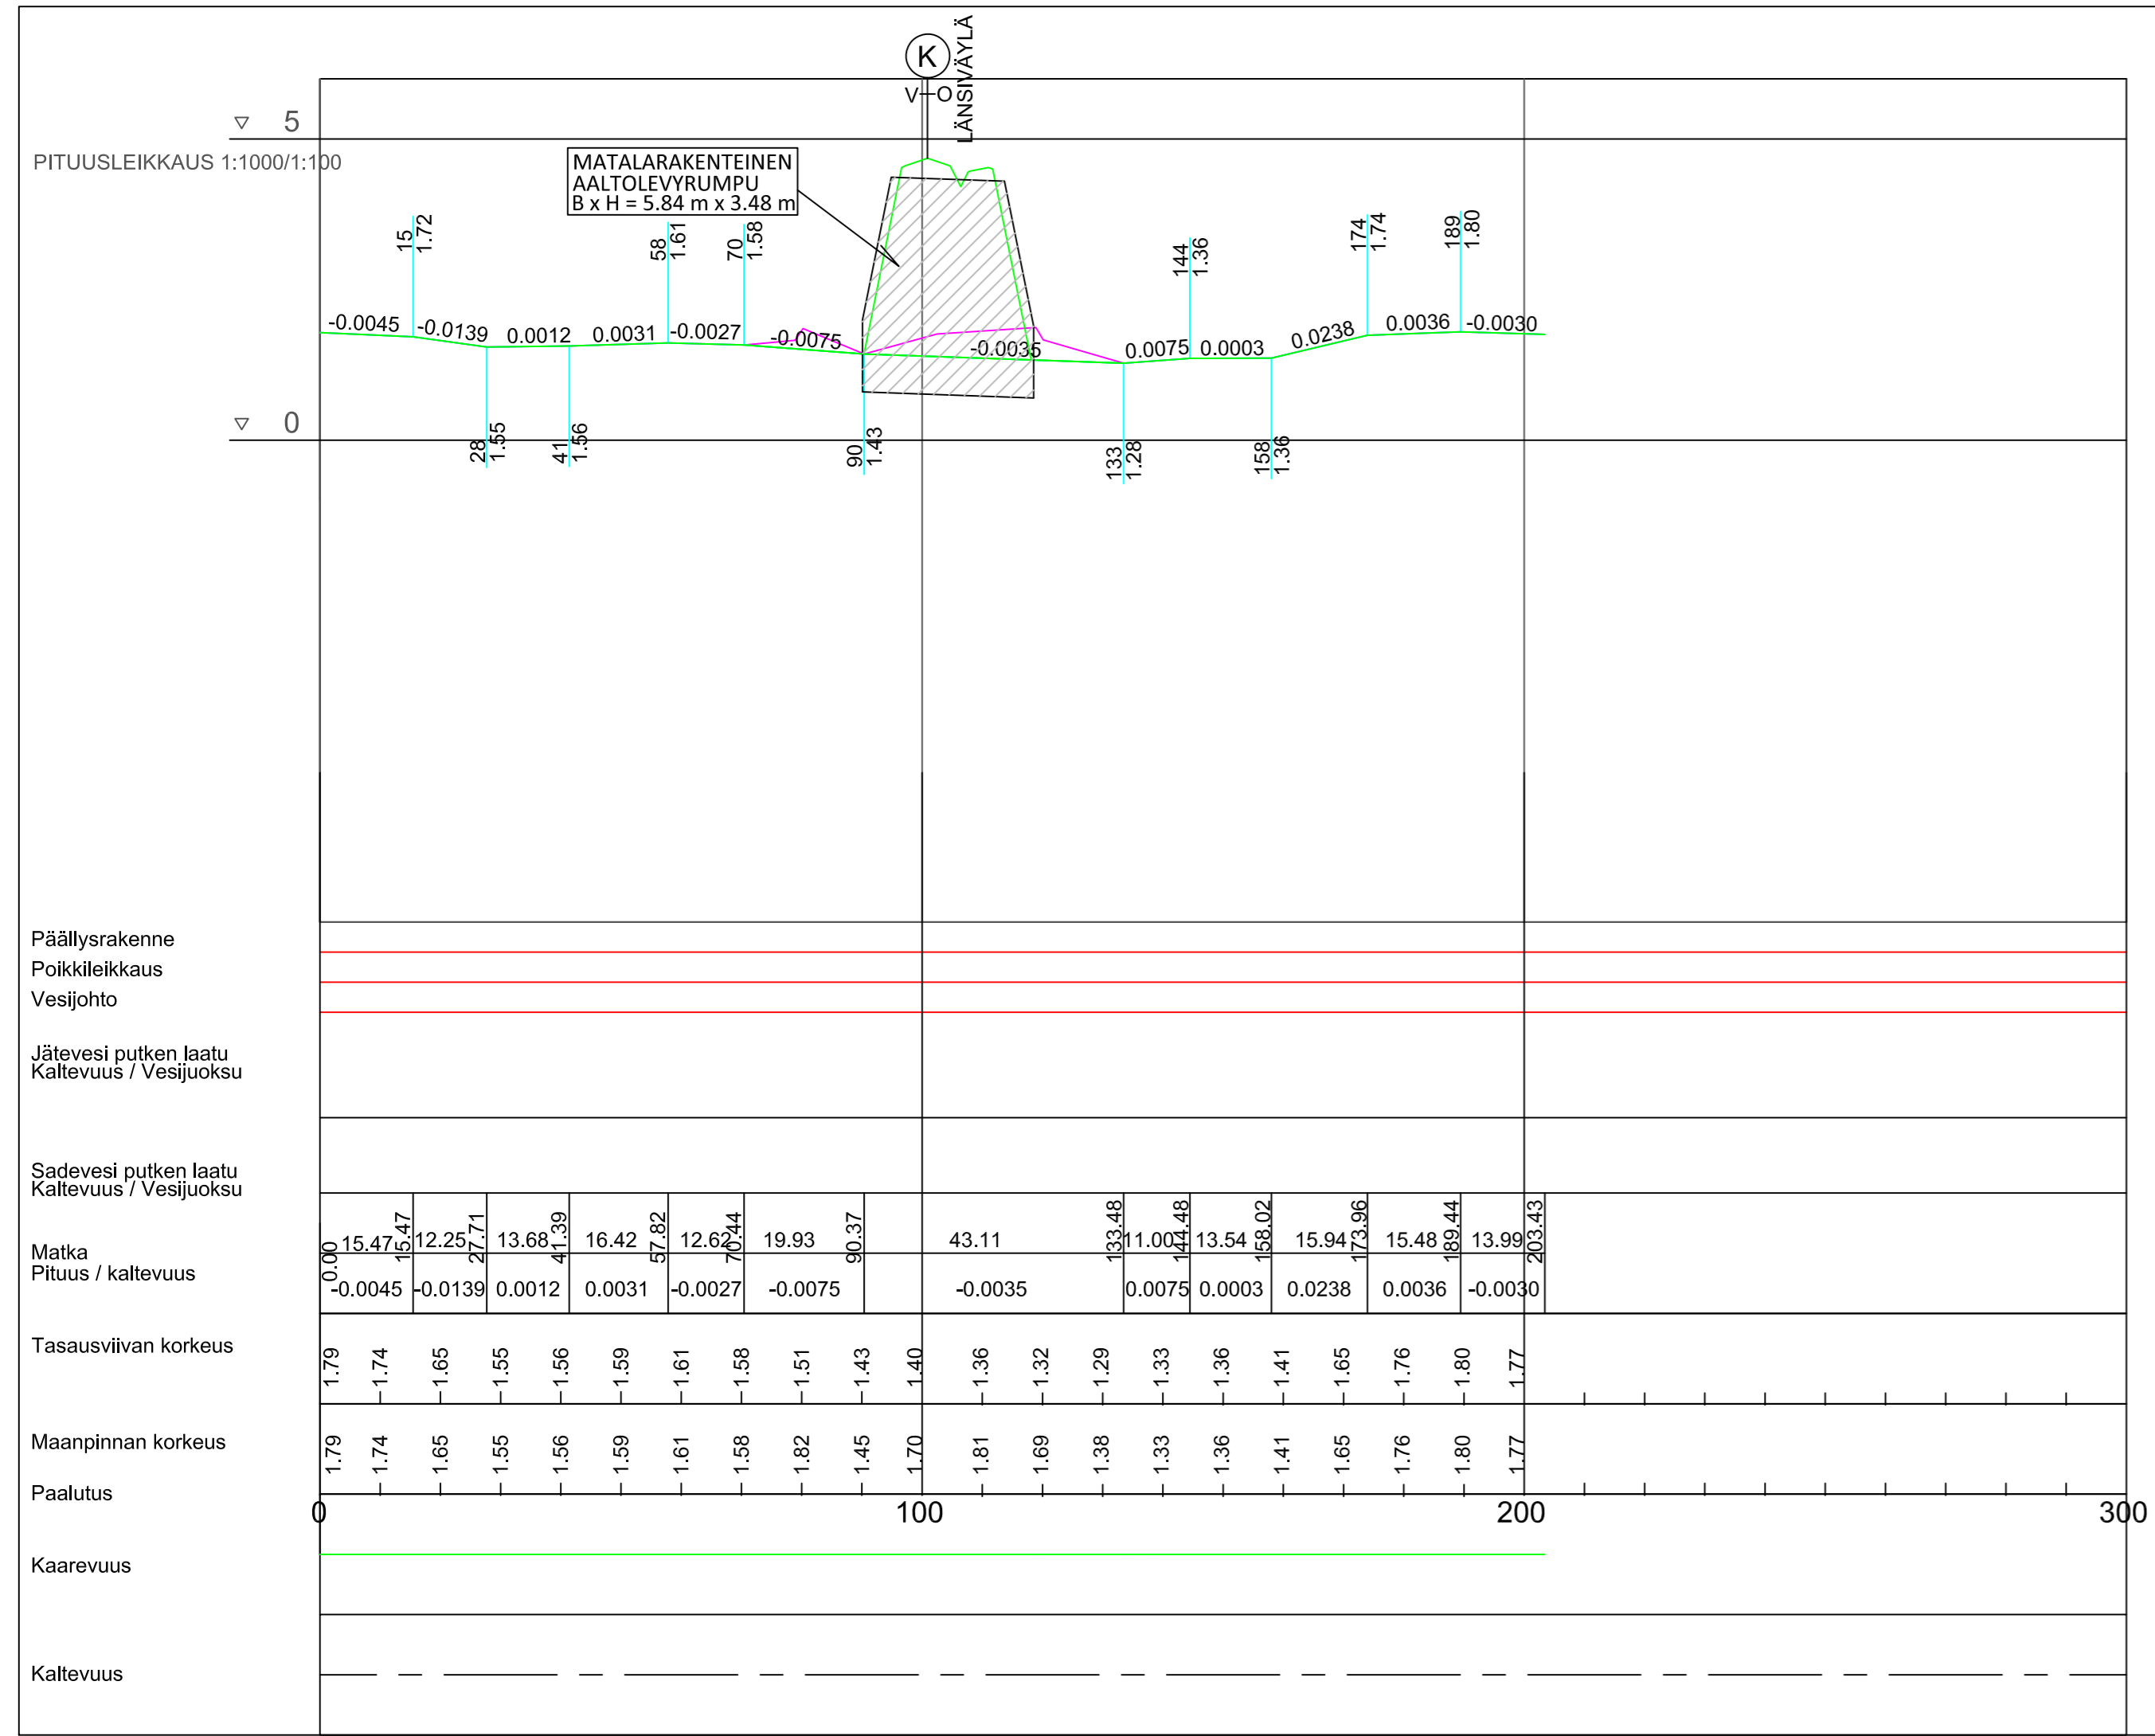 K
LÄNSIVÄYLÄ
V O
5
PITUUSLEIKKAUS 1:1000/1:100
MATALARAKENTEINEN
AALTOLEVYRUMPU
B x H = 5.84 m x 3.48 m
15
1.72
58
1.61
70
1.58
144
1.36
174
1.74
189
1.80
-0.0045 -0.0139 0.0012 0.0031 -0.0027 -0.0075 -0.0035 0.0075 0.0003 0.0238 0.0036 -0.0030
0
28
1.55
41
1.56
90
1.43
133
1.28
158
1.36
Päällysrakenne
Poikkileikkaus
Vesijohto
Jätevesi putken laatu
Kaltevuus / Vesijuoksu
Sadevesi putken laatu
Kaltevuus / Vesijuoksu
Matka
Pituus / kaltevuus
0.00 15.47 27.71 41.39 57.82 70.44 90.37 133.48 144.48 158.02 173.96 189.44 203.43
15.47 12.25 13.68 16.42 12.62 19.93 43.11 11.00 13.54 15.94 15.48 13.99
-0.0045 -0.0139 0.0012 0.0031 -0.0027 -0.0075 -0.0035 0.0075 0.0003 0.0238 0.0036 -0.0030
Tasausviivan korkeus
1.79 1.74 1.65 1.55 1.56 1.59 1.61 1.58 1.51 1.43 1.40 1.36 1.32 1.29 1.33 1.36 1.41 1.65 1.76 1.80 1.77
Maanpinnan korkeus
1.79 1.74 1.65 1.55 1.56 1.59 1.61 1.58 1.82 1.45 1.70 1.81 1.69 1.38 1.33 1.36 1.41 1.65 1.76 1.80 1.77
Paalutus
0 100 200 300
Kaarevuus
Kaltevuus